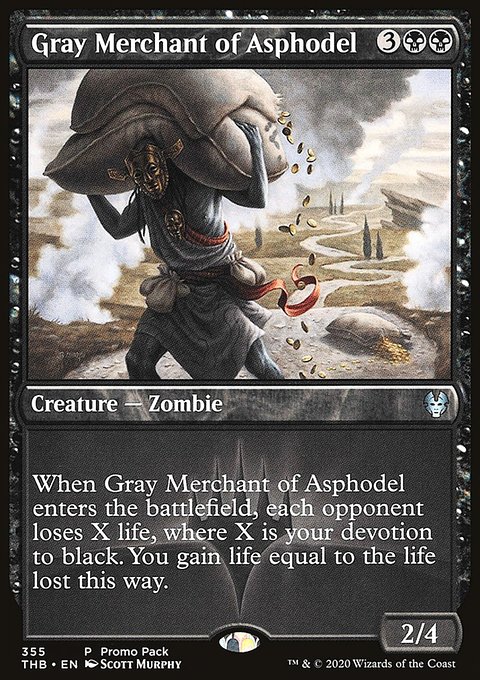 Gray Merchant of Asphodel 3
Creature — Zombie
When Gray Merchant of Asphodel
enters the battlefield, each opponent
loses X life, where X is your devotion
to black. You gain life equal to the life
lost this way.
2/4
355 P Promo Pack
THB • EN Scott Murphy
™ & © 2020 Wizards of the Coast